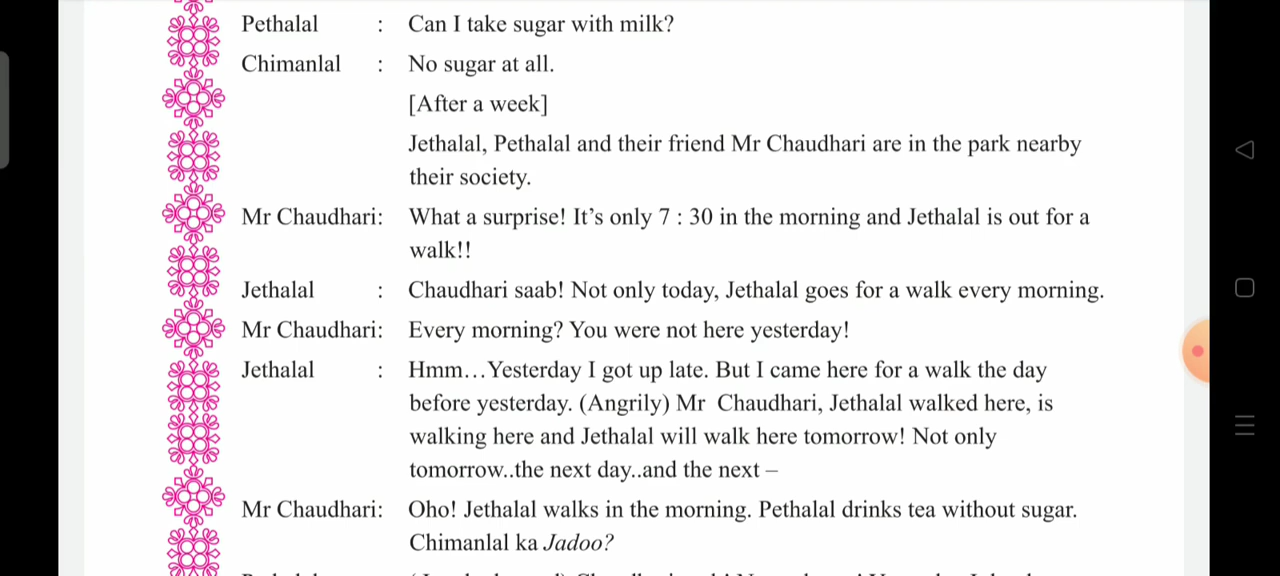 Pethalal : Can I take sugar with milk?
Chimanlal : No sugar at all.
[After a week]
Jethalal, Pethalal and their friend Mr Chaudhari are in the park nearby
their society.
Mr Chaudhari: What a surprise! It's only 7 : 30 in the morning and Jethalal is out for a
walk!!
Jethalal : Chaudhari saab! Not only today, Jethalal goes for a walk every morning.
Mr Chaudhari: Every morning? You were not here yesterday!
Jethalal : Hmm…Yesterday I got up late. But I came here for a walk the day
before yesterday. (Angrily) Mr Chaudhari, Jethalal walked here, is
walking here and Jethalal will walk here tomorrow! Not only
tomorrow..the next day..and the next –
Mr Chaudhari: Oho! Jethalal walks in the morning. Pethalal drinks tea without sugar.
Chimanlal ka Jadoo?